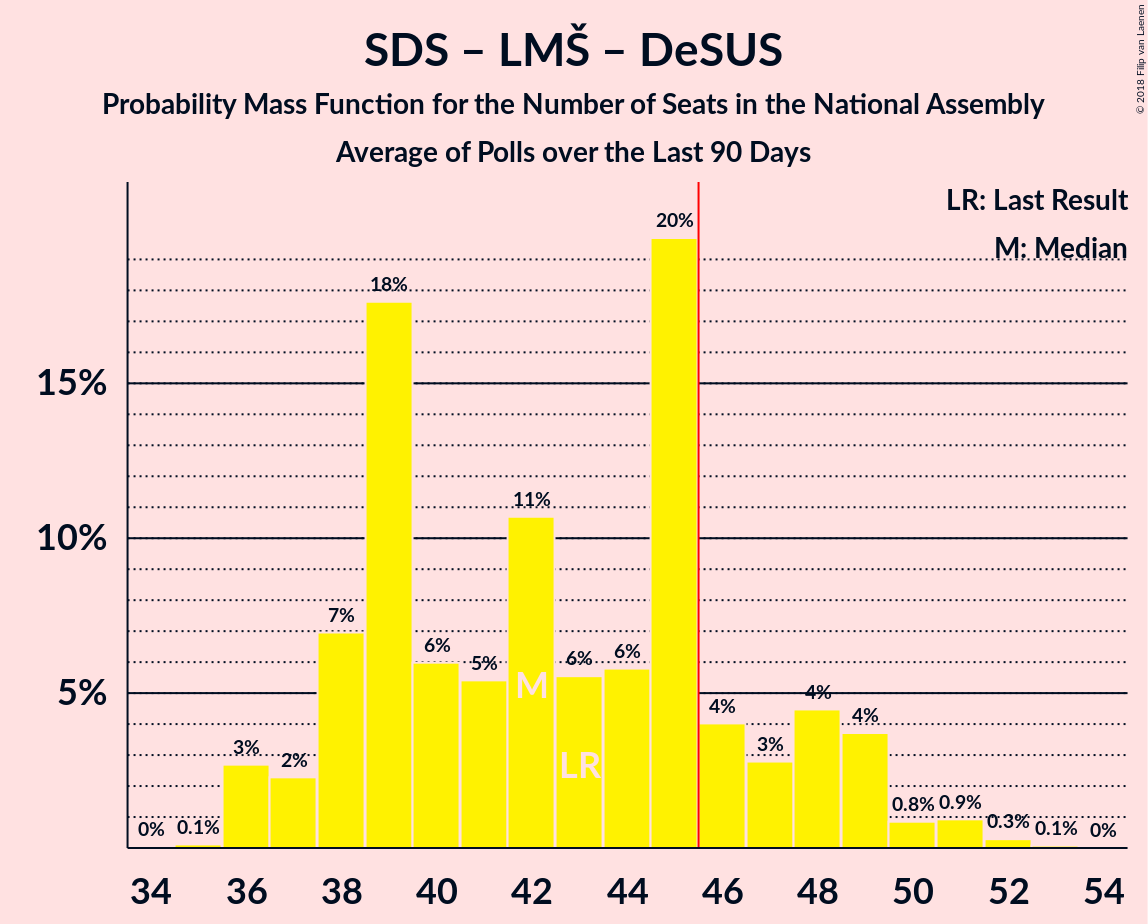 SDS – LMŠ – DeSUS
Probability Mass Function for the Number of Seats in the National Assembly
Average of Polls over the Last 90 Days
© 2018 Filip van Laenen
LR: Last Result
M: Median
20%
18%
15%
11%
10%
7%
6%
5%
6%
6%
5%
M
4%
4%
4%
3%
3%
2%
LR
0.8%
0.9%
0.3%
0%
0.1%
0.1%
0%
34 36 38 40 42 44 46 48 50 52 54